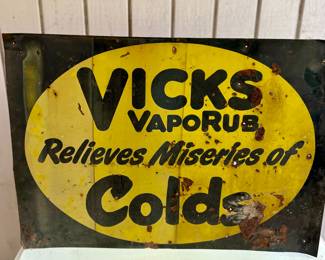 VICKS
VAPORUB
Relieves Miseries of
Colds